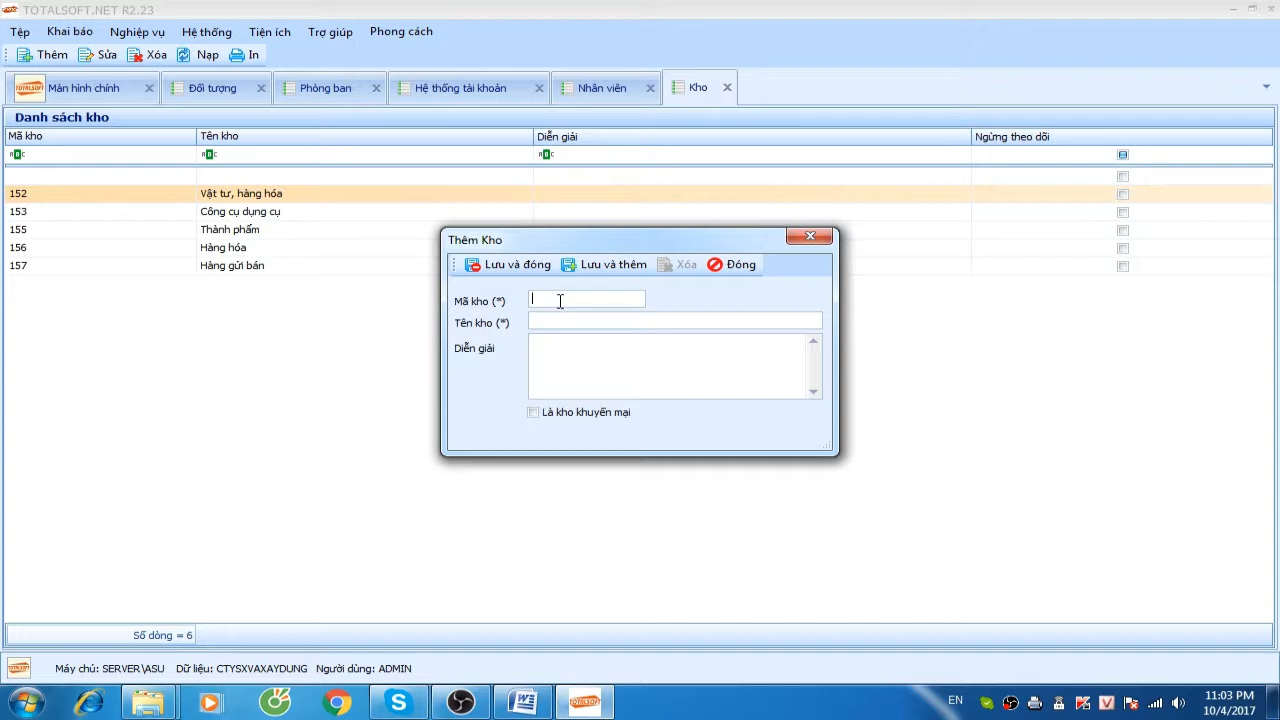 TOTALSOFT.NET R2.23
Tệp Khai báo Nghiệp vụ Hệ thống Tiện ích Trợ giúp Phong cách
Thêm Sửa Xóa Nạp In
TOTALSOFT Màn hình chính Đối tượng Phòng ban Hệ thống tài khoản Nhân viên Kho
Danh sách kho
Mã kho Tên kho Diễn giải Ngừng theo dõi
ABC ABC ABC
152 Vật tư, hàng hóa
153 Công cụ dụng cụ
155 Thành phẩm
156 Hàng hóa
157 Hàng gửi bán
Thêm Kho
Lưu và đóng Lưu và thêm Xóa Đóng
Mã kho (*)
Tên kho (*)
Diễn giải
Là kho khuyến mại
Số dòng = 6
Máy chủ: SERVER\ASU Dữ liệu: CTYSXVAXAYDUNG Người dùng: ADMIN
EN 11:03 PM
10/4/2017